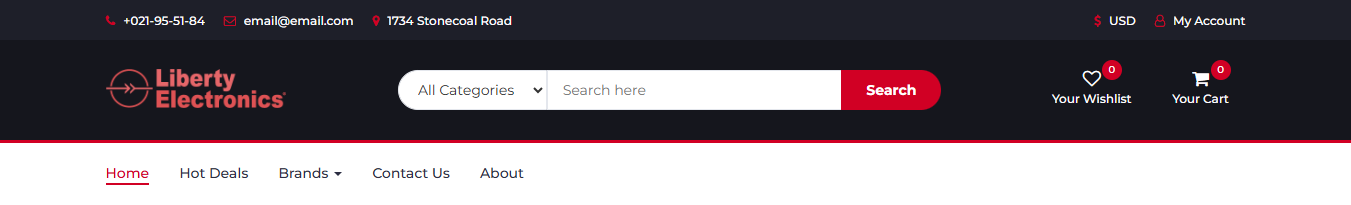 +021-95-51-84 email@email.com 1734 Stonecoal Road $ USD My Account
Liberty
Electronics
All Categories Search here Search
0
Your Wishlist
0
Your Cart
Home Hot Deals Brands Contact Us About